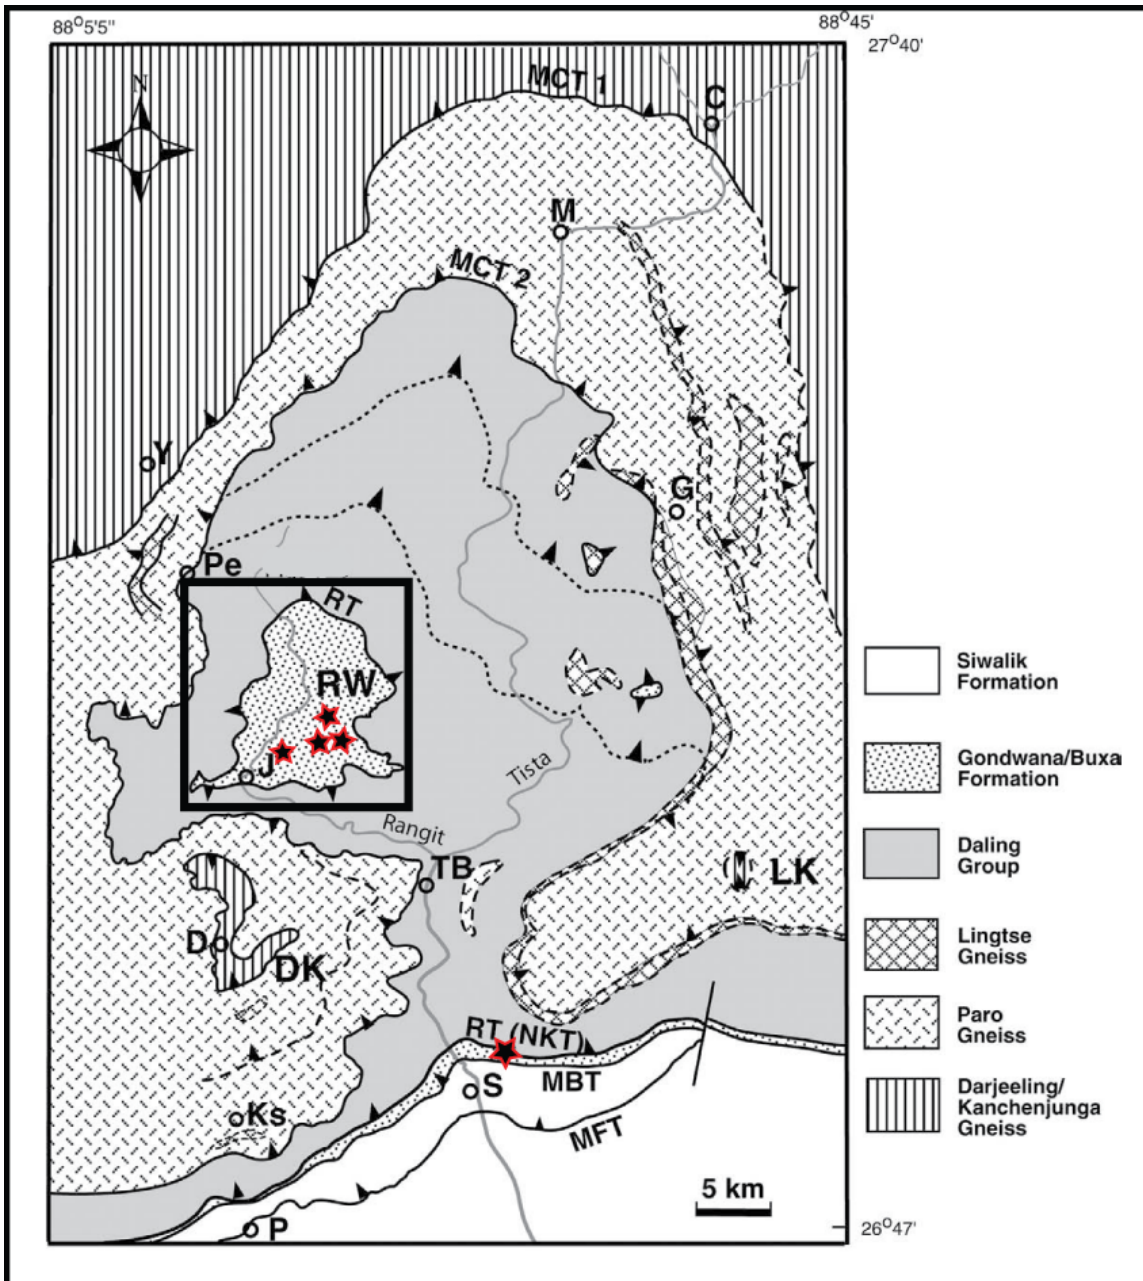 88°5'5"
88°45'
27°40'
N
MCT 1
C
M
MCT 2
Y
G
Pe
RT
RW
J
Tista
Rangit
TB
LK
D
DK
RT (NKT)
MBT
S
Ks
MFT
P
5 km
26°47'
Siwalik
Formation
Gondwana/Buxa
Formation
Daling
Group
Lingtse
Gneiss
Paro
Gneiss
Darjeeling/
Kanchenjunga
Gneiss